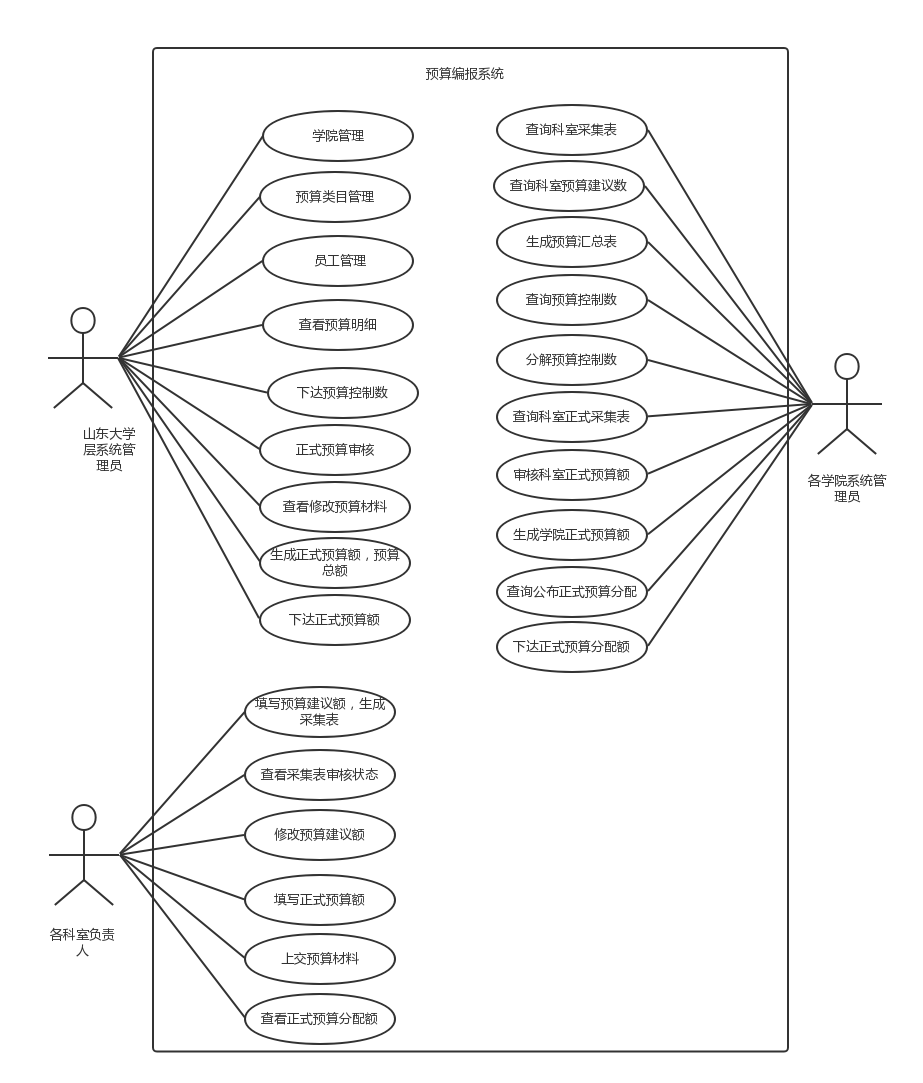 预算编报系统
学院管理
预算类目管理
员工管理
查看预算明细
下达预算控制数
正式预算审核
查看修改预算材料
生成正式预算额，预算
总额
下达正式预算额
山东大学
层系统管
理员
查询科室采集表
查询科室预算建议数
生成预算汇总表
查询预算控制数
分解预算控制数
查询科室正式采集表
审核科室正式预算额
生成学院正式预算额
查询公布正式预算分配
下达正式预算分配额
各学院系统管
理员
填写预算建议额，生成
采集表
查看采集表审核状态
修改预算建议额
填写正式预算额
上交预算材料
查看正式预算分配额
各科室负责
人